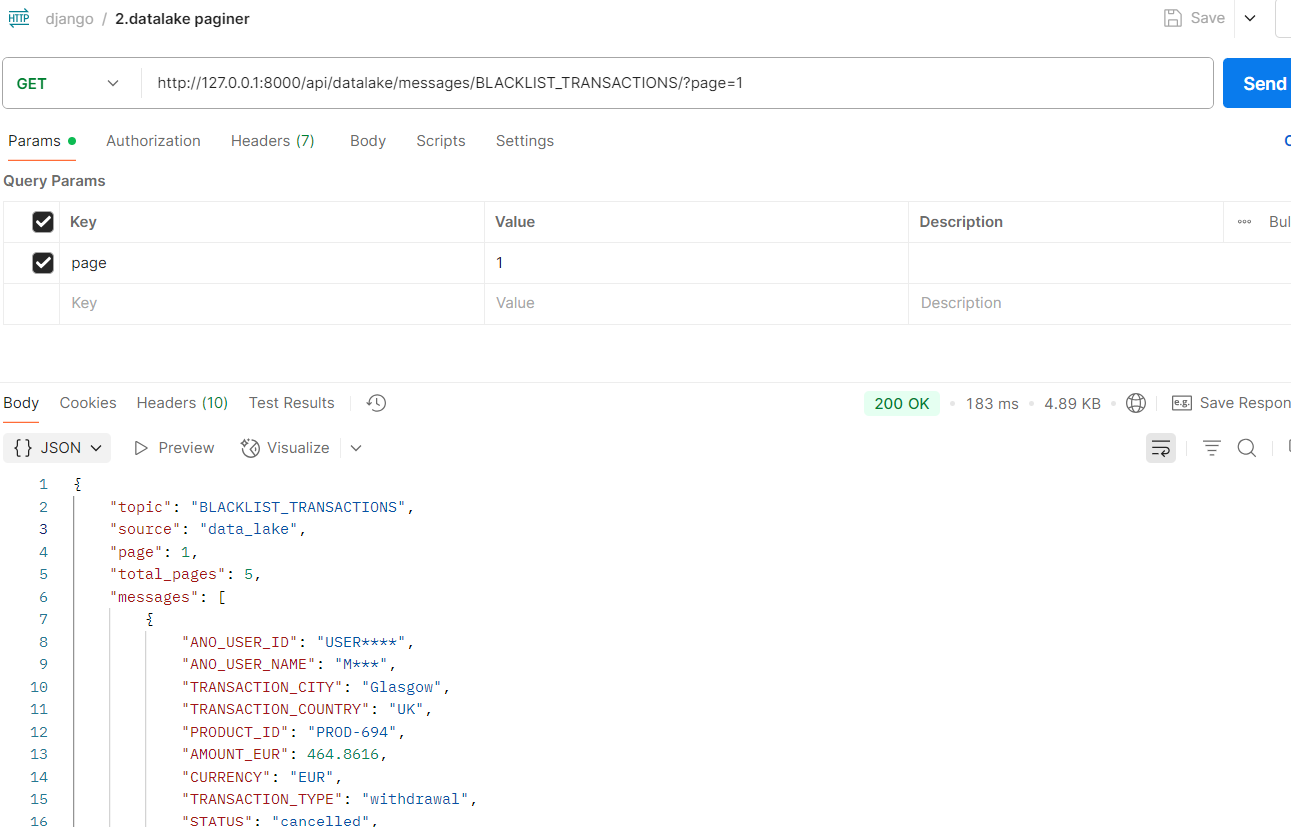 HTTP django / 2.datalake paginer Save
GET http://127.0.0.1:8000/api/datalake/messages/BLACKLIST_TRANSACTIONS/?page=1 Send
Params Authorization Headers (7) Body Scripts Settings
Query Params
Key Value Description Bul
page 1
Key Value Description
Body Cookies Headers (10) Test Results 200 OK 183 ms 4.89 KB e.g. Save Respon
{} JSON Preview Visualize
1 {
2 "topic": "BLACKLIST_TRANSACTIONS",
3 "source": "data_lake",
4 "page": 1,
5 "total_pages": 5,
6 "messages": [
7 {
8 "ANO_USER_ID": "USER****",
9 "ANO_USER_NAME": "M***",
10 "TRANSACTION_CITY": "Glasgow",
11 "TRANSACTION_COUNTRY": "UK",
12 "PRODUCT_ID": "PROD-694",
13 "AMOUNT_EUR": 464.8616,
14 "CURRENCY": "EUR",
15 "TRANSACTION_TYPE": "withdrawal",
16 "STATUS": "cancelled",